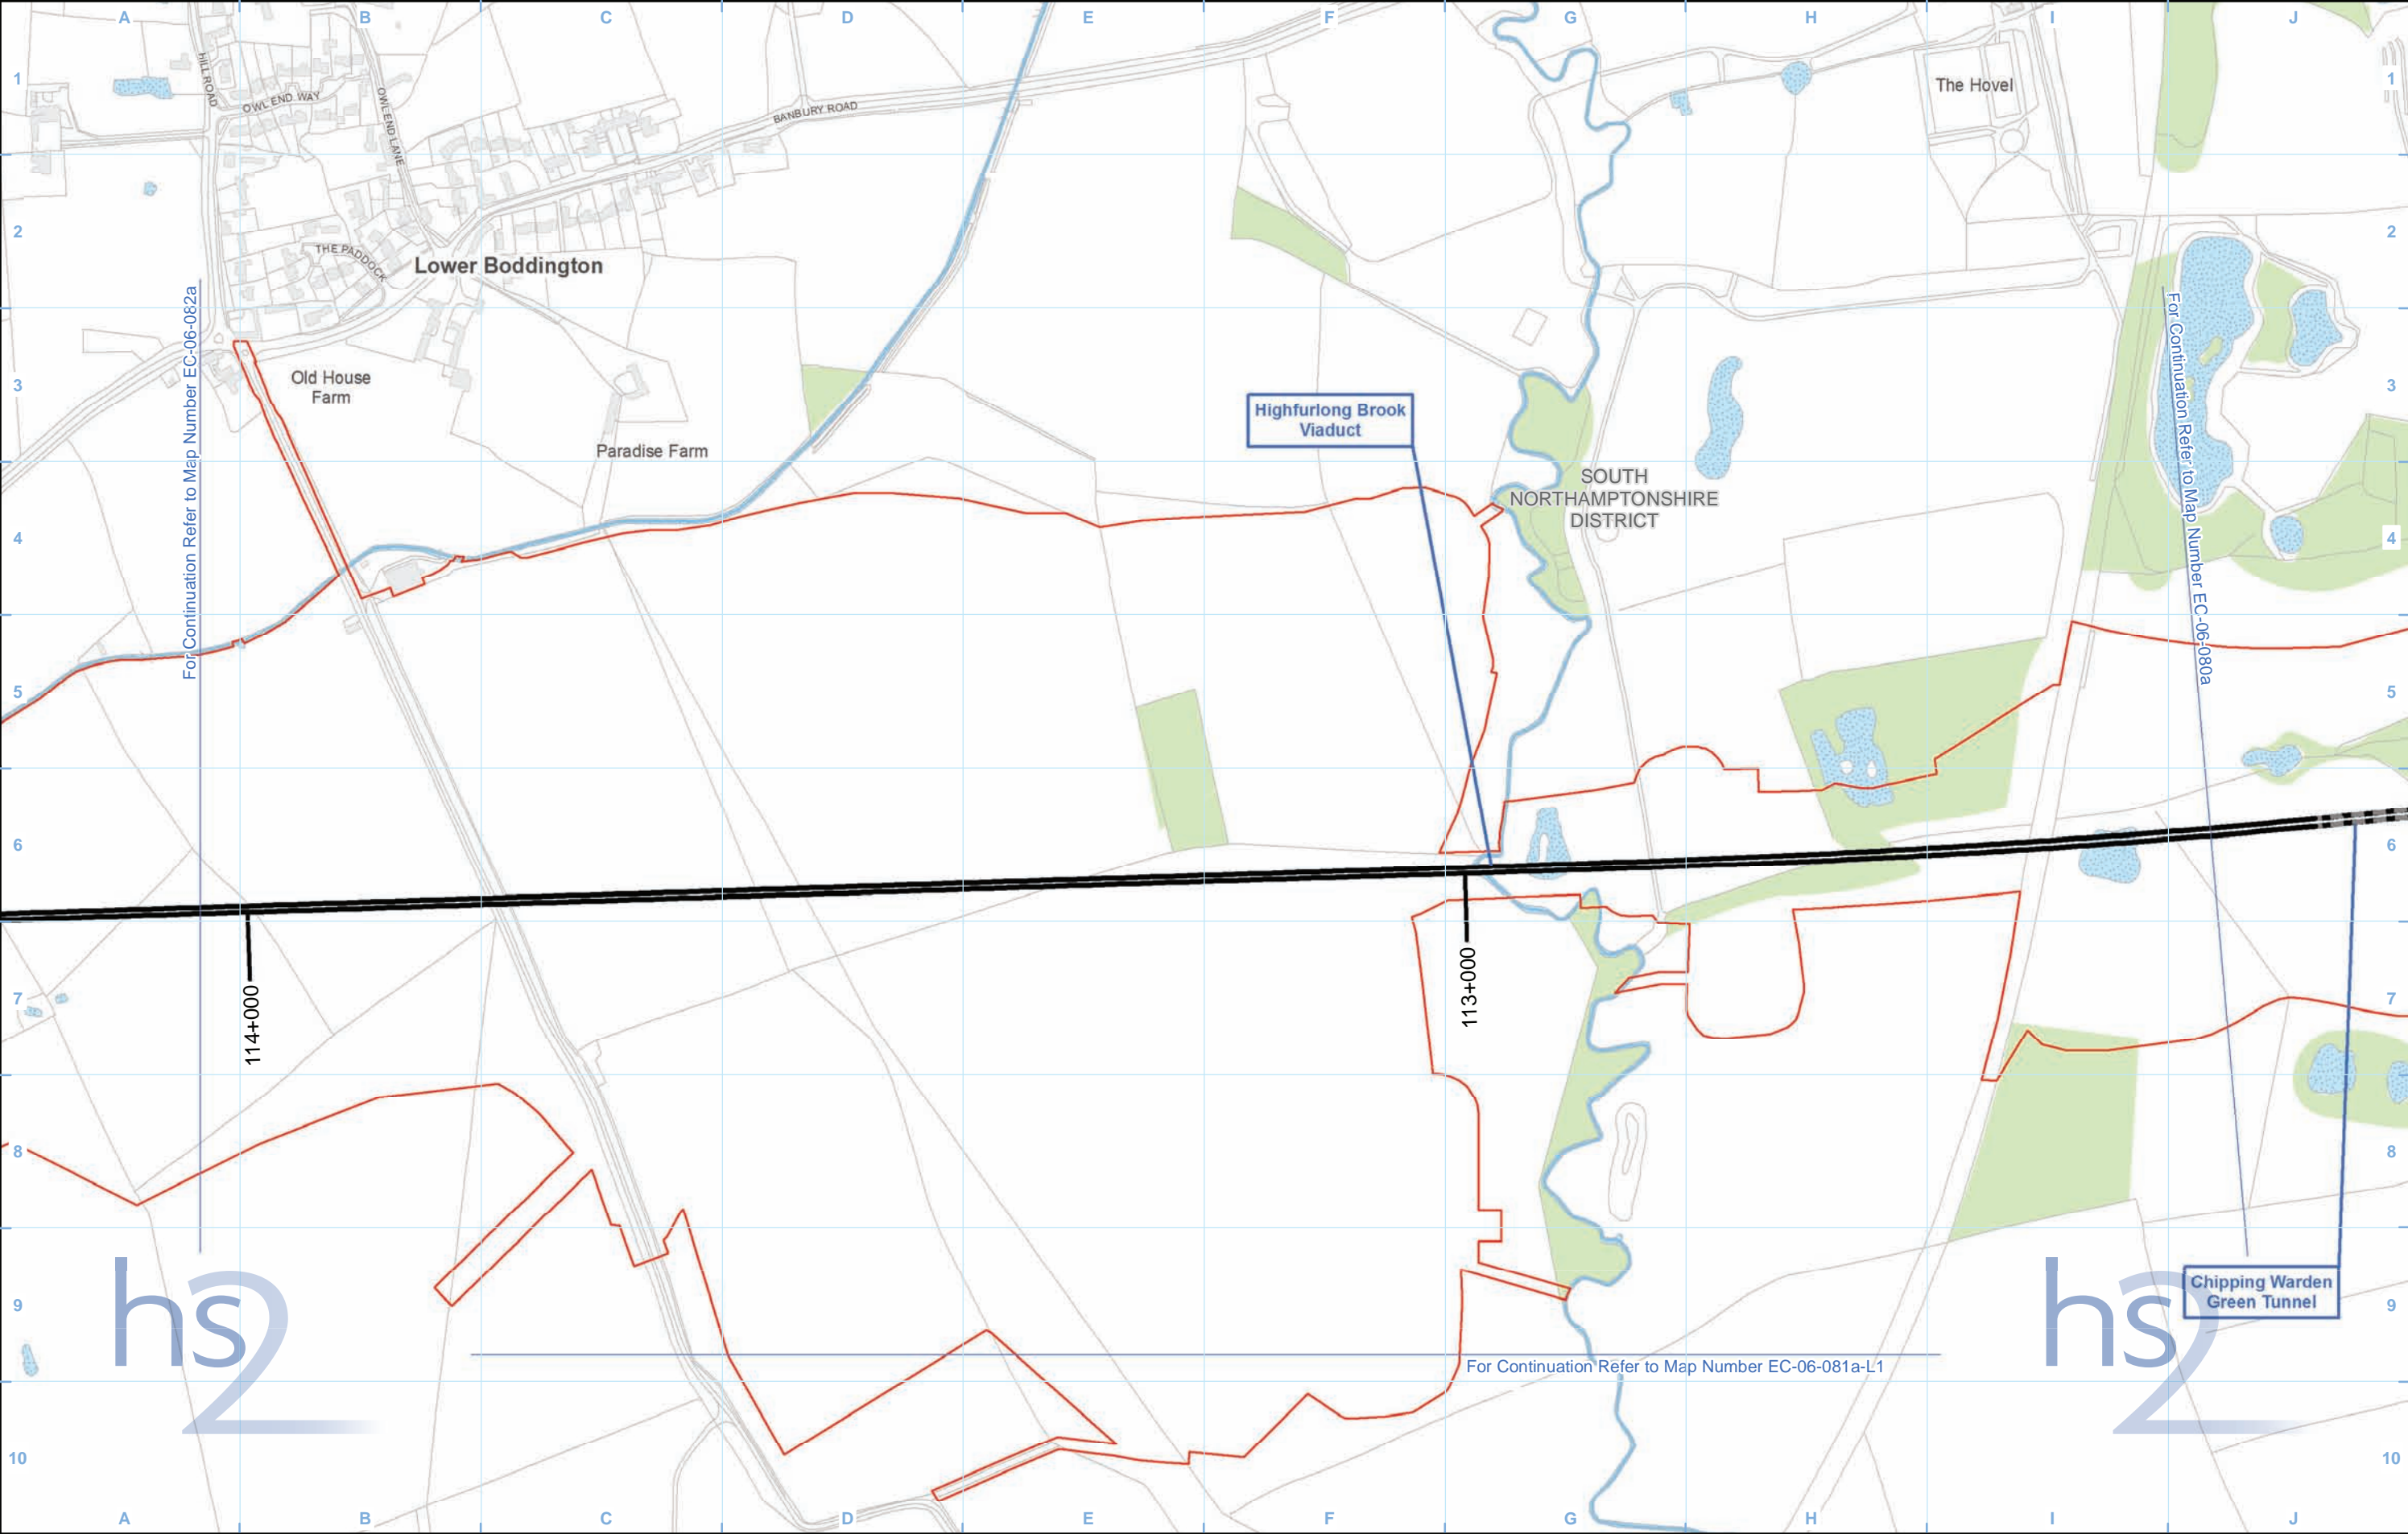 A B C D E F G H I J
1
1
2
2
3
3
4
4
5
5
6
6
7
7
8
8
9
9
10
10
A B C D E F G H I J
HILL ROAD
OWL END WAY
OWL END LANE
BANBURY ROAD
THE PADDOCK
Lower Boddington
The Hovel
Old House
Farm
Paradise Farm
Highfurlong Brook
Viaduct
SOUTH
NORTHAMPTONSHIRE
DISTRICT
For Continuation Refer to Map Number EC-06-082a
For Continuation Refer to Map Number EC-06-080a
114+000
113+000
hs2
hs2
Chipping Warden
Green Tunnel
For Continuation Refer to Map Number EC-06-081a-L1